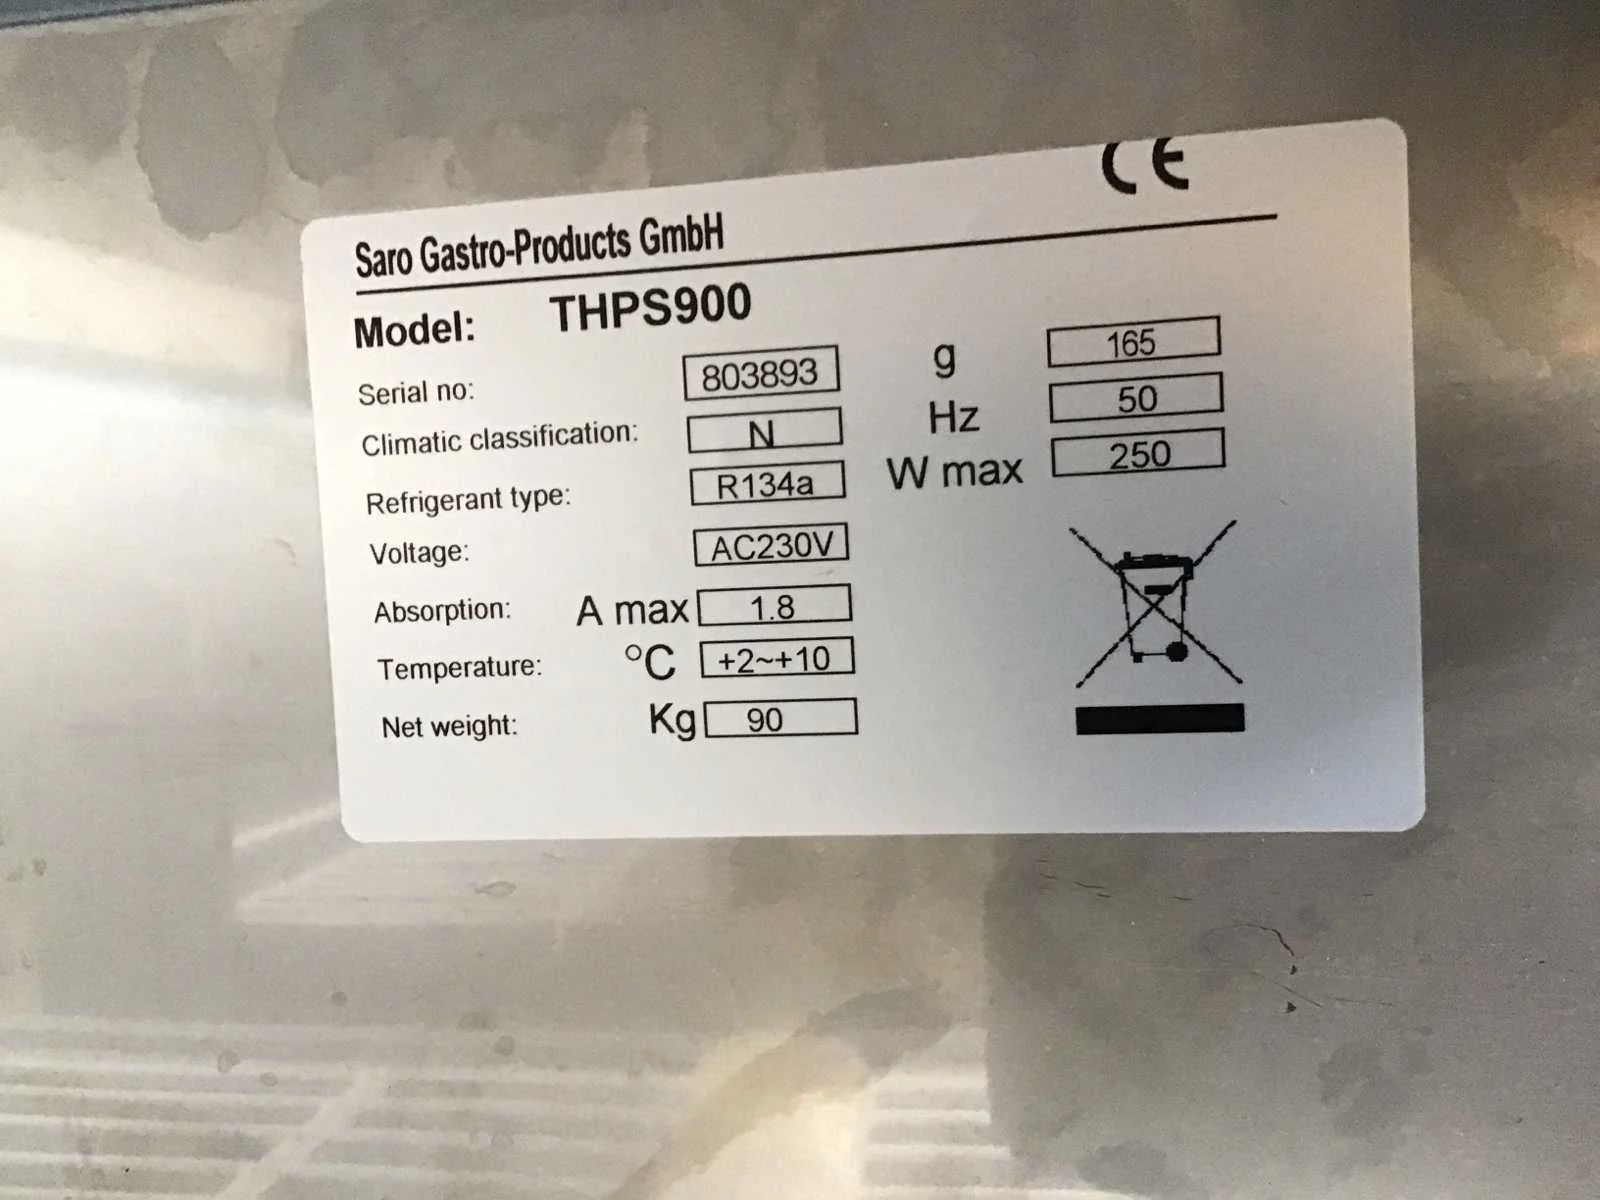 CE
Saro Gastro-Products GmbH
Model: THPS900
Serial no: 803893 g 165
Climatic classification: N Hz 50
Refrigerant type: R134a W max 250
Voltage: AC230V
Absorption: A max 1.8
Temperature: °C +2~+10
Net weight: Kg 90